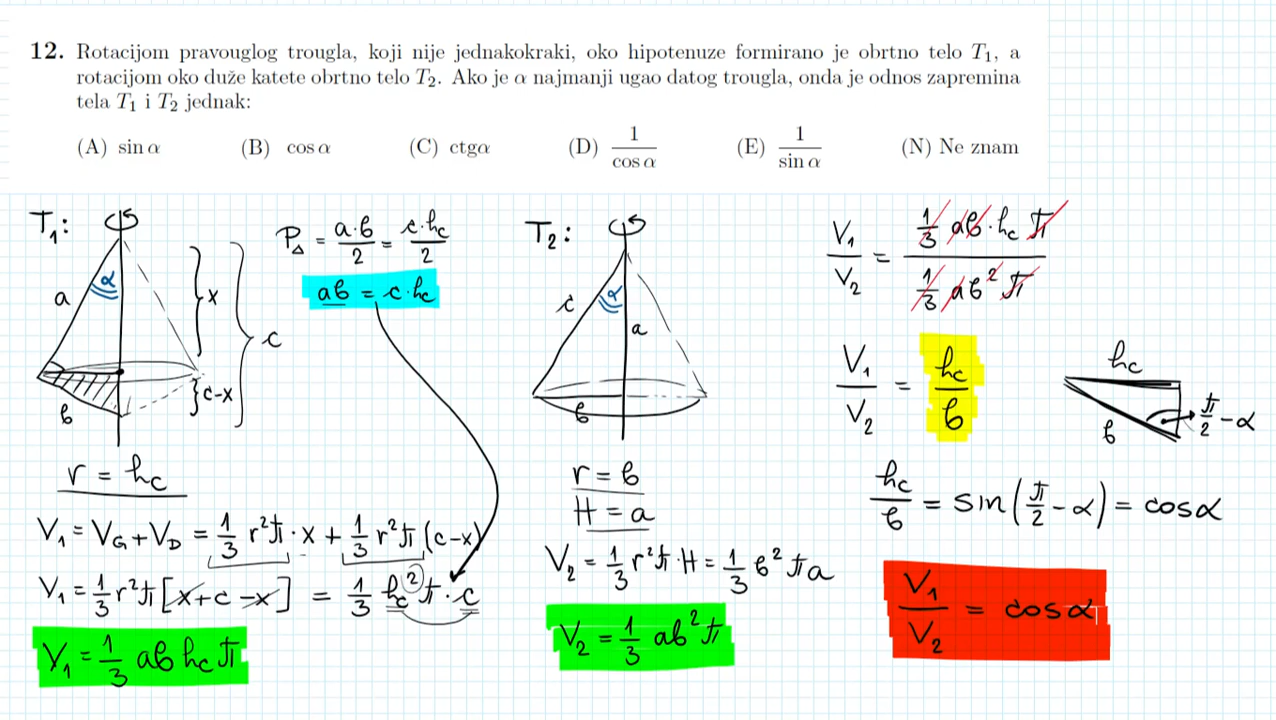 12. Rotacijom pravouglog trougla, koji nije jednakokraki, oko hipotenuze formirano je obrtno telo T₁, a
rotacijom oko duže katete obrtno telo T₂. Ako je α najmanji ugao datog trougla, onda je odnos zapremina
tela T₁ i T₂ jednak:
(A) sin α (B) cos α (C) ctgα (D) 1/cos α (E) 1/sin α (N) Ne znam
T₁:
α
a
x
c
c-x
b
r = h_c
V₁ = V_G + V_D = 1/3 r²π · x + 1/3 r²π (c-x)
V₁ = 1/3 r²π [x+c-x] = 1/3 h_c² π · c
V₁ = 1/3 ab h_c π
P_Δ = a·b/2 = c·h_c/2
ab = c·h_c
T₂:
α
c
a
b
r = b
H = a
V₂ = 1/3 r²π·H = 1/3 b² π a
V₂ = 1/3 ab² π
V₁/V₂ = (1/3 ab·h_c π)/(1/3 ab² π)
V₁/V₂ = h_c/b
h_c
b
π/2 - α
h_c/b = sin(π/2 - α) = cosα
V₁/V₂ = cosα